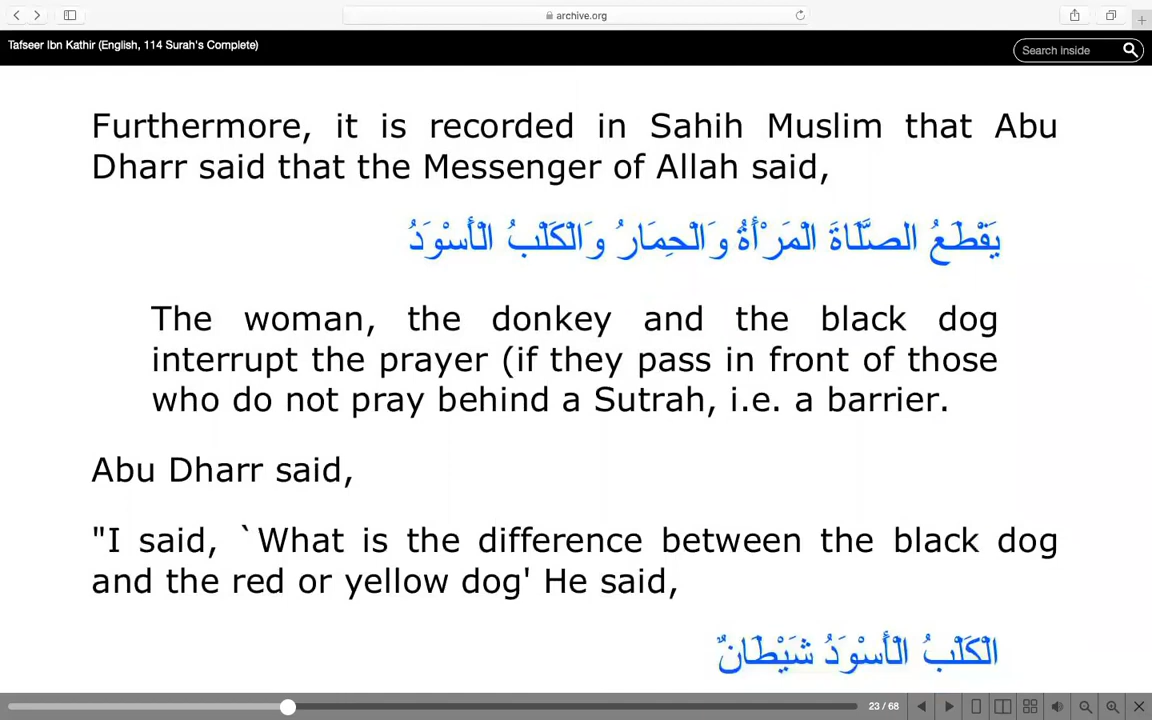 archive.org
Tafseer Ibn Kathir (English, 114 Surah's Complete)
Search inside
Furthermore, it is recorded in Sahih Muslim that Abu
Dharr said that the Messenger of Allah said,
يَقْطَعُ الصَّلَاةَ الْمَرْأَةُ وَالْحِمَارُ وَالْكَلْبُ الْأَسْوَدُ
The woman, the donkey and the black dog
interrupt the prayer (if they pass in front of those
who do not pray behind a Sutrah, i.e. a barrier.
Abu Dharr said,
"I said, `What is the difference between the black dog
and the red or yellow dog' He said,
الْكَلْبُ الْأَسْوَدُ شَيْطَانٌ
23 / 68